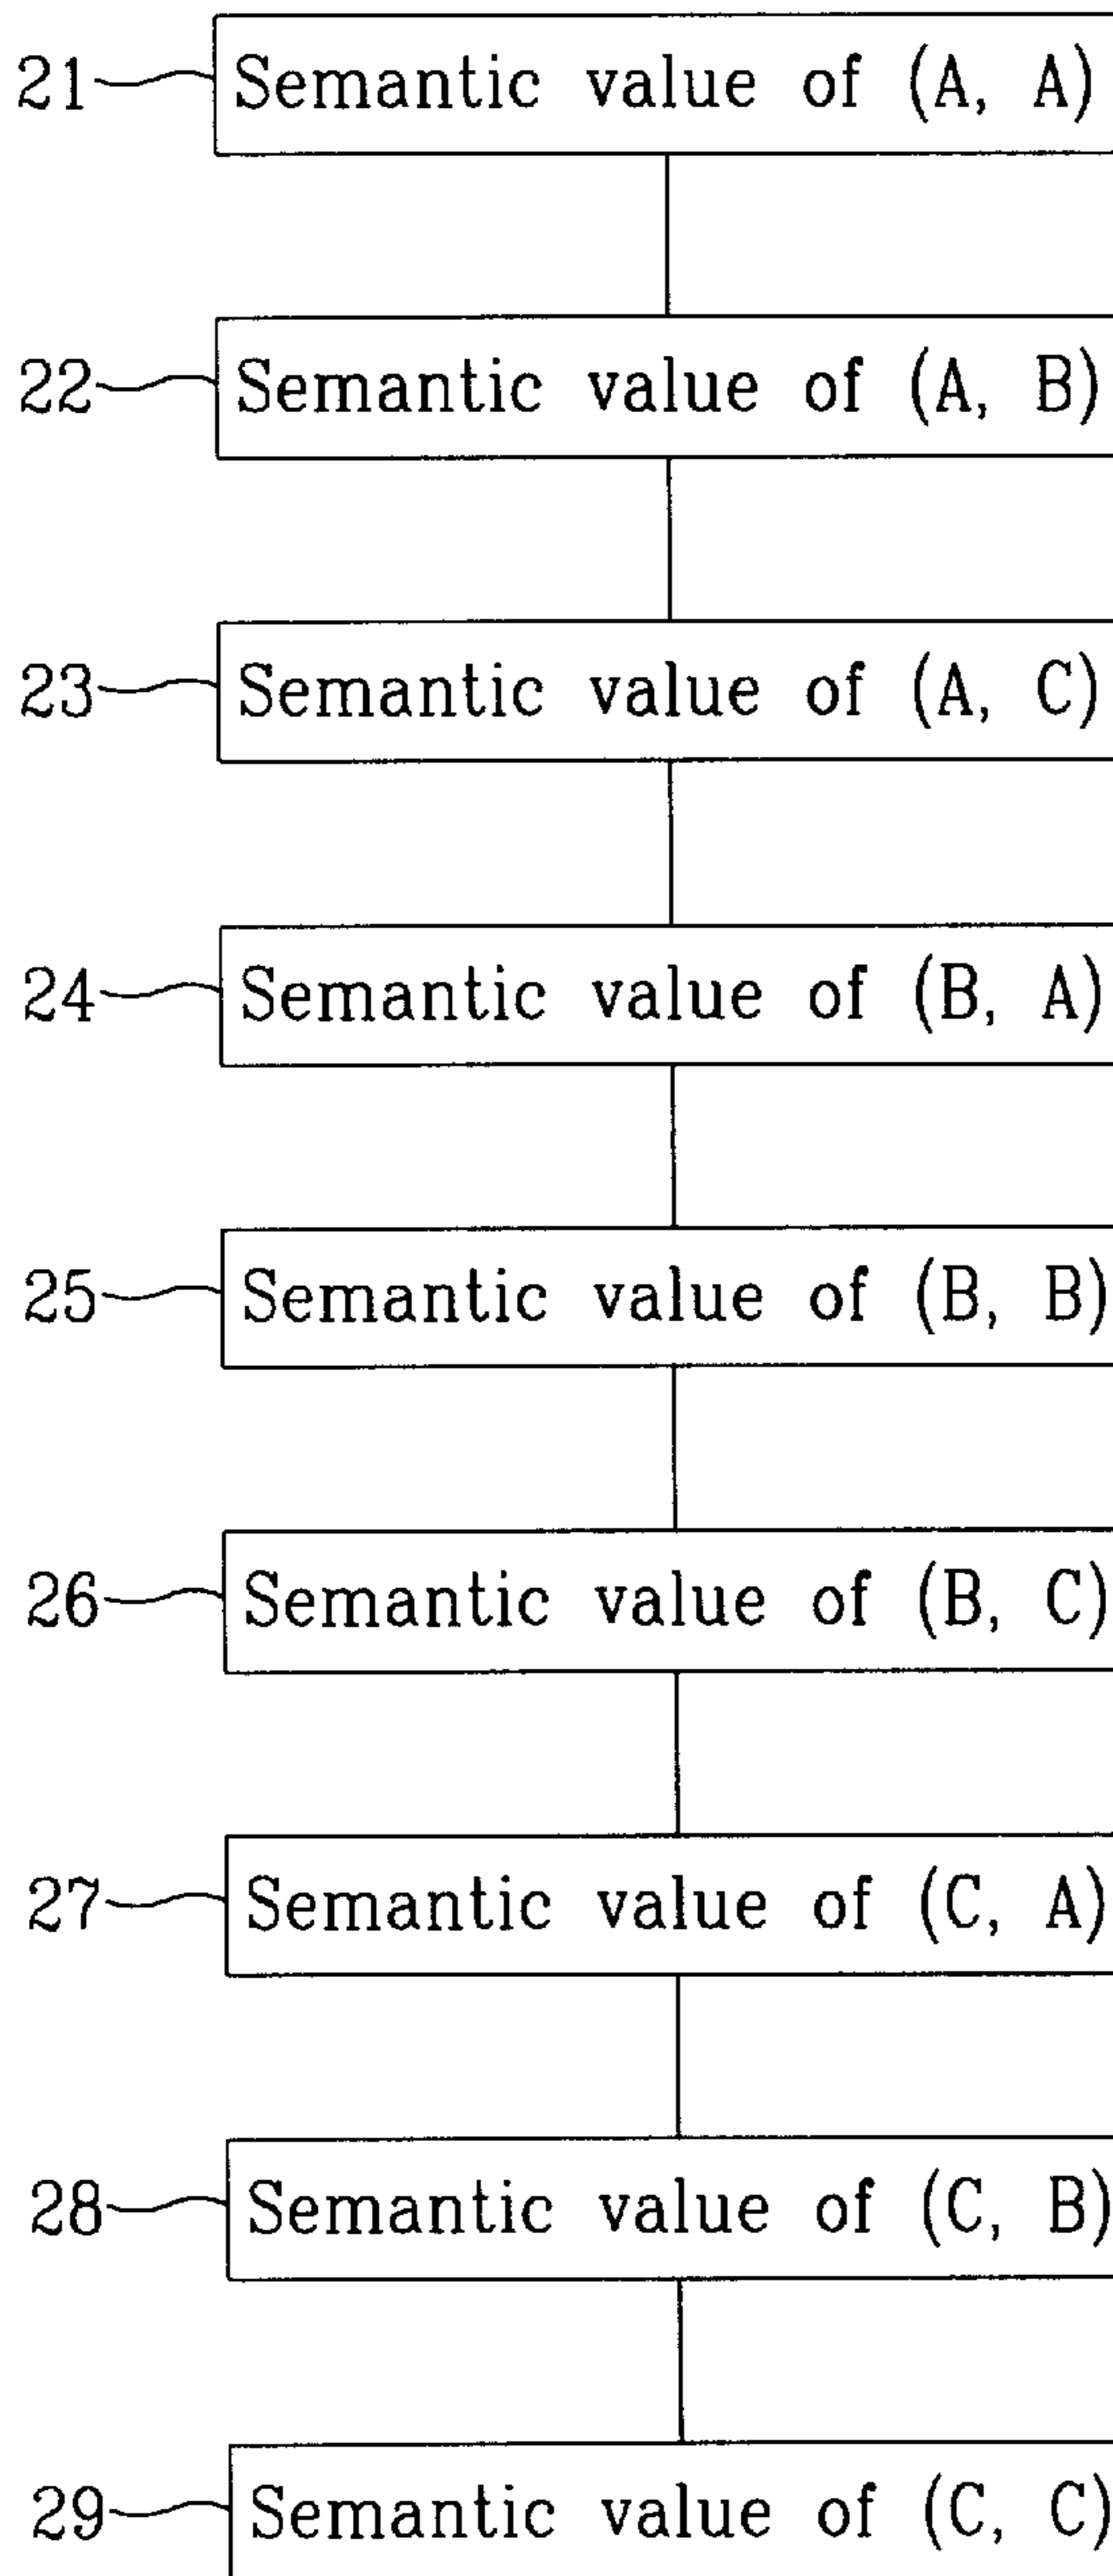 21 Semantic value of (A, A)
22 Semantic value of (A, B)
23 Semantic value of (A, C)
24 Semantic value of (B, A)
25 Semantic value of (B, B)
26 Semantic value of (B, C)
27 Semantic value of (C, A)
28 Semantic value of (C, B)
29 Semantic value of (C, C)